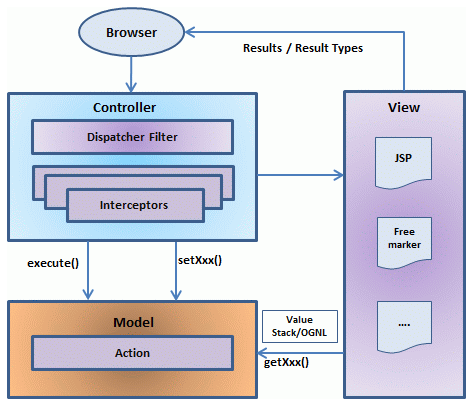 Browser
Results / Result Types
Controller
View
Dispatcher Filter
JSP
Interceptors
Free
marker
execute()
setXxx()
Model
Value
Stack/OGNL
....
Action
getXxx()